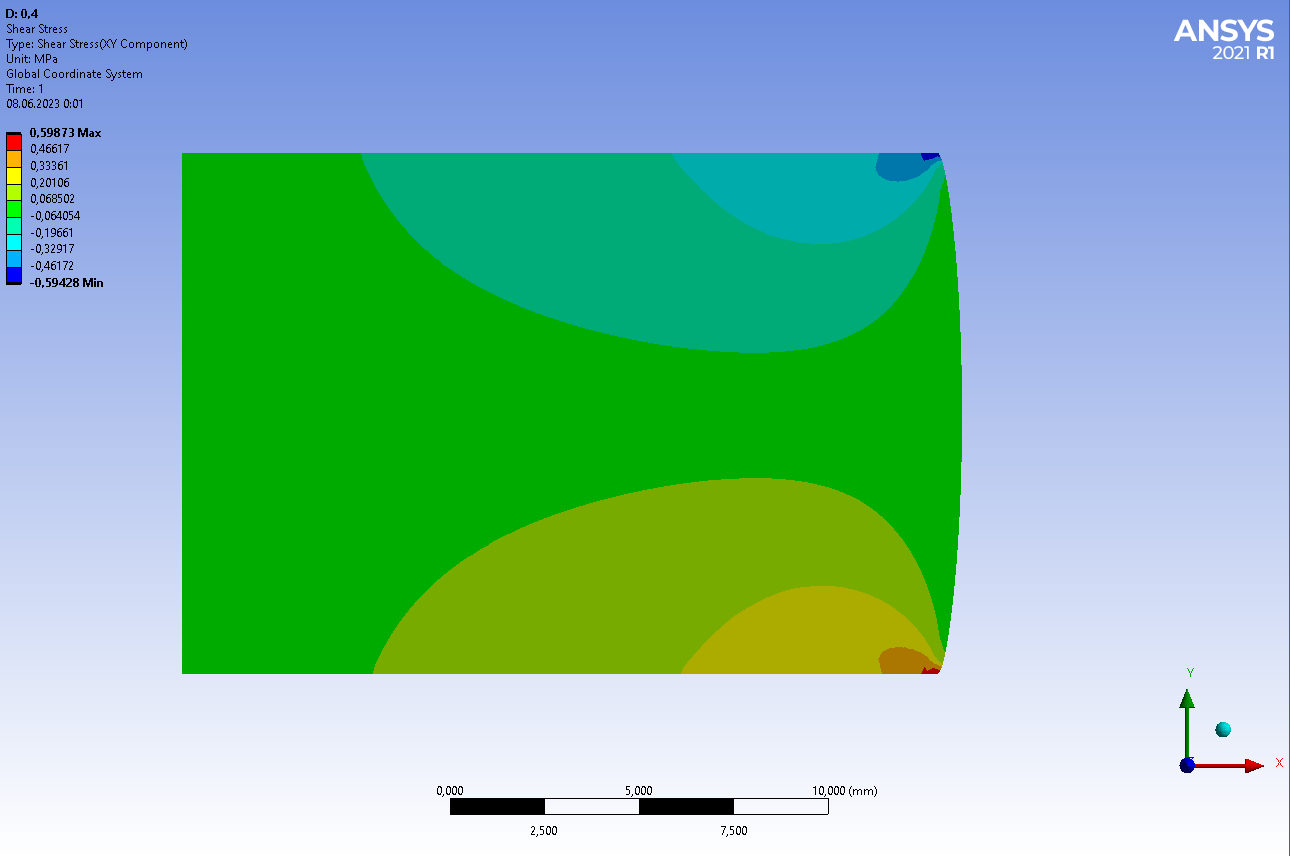 D: 0,4
Shear Stress
Type: Shear Stress(XY Component)
Unit: MPa
Global Coordinate System
Time: 1
08.06.2023 0:01
0,59873 Max
0,46617
0,33361
0,20106
0,068502
-0,064054
-0,19661
-0,32917
-0,46172
-0,59428 Min
ANSYS
2021 R1
Y
X
0,000 5,000 10,000 (mm)
2,500 7,500